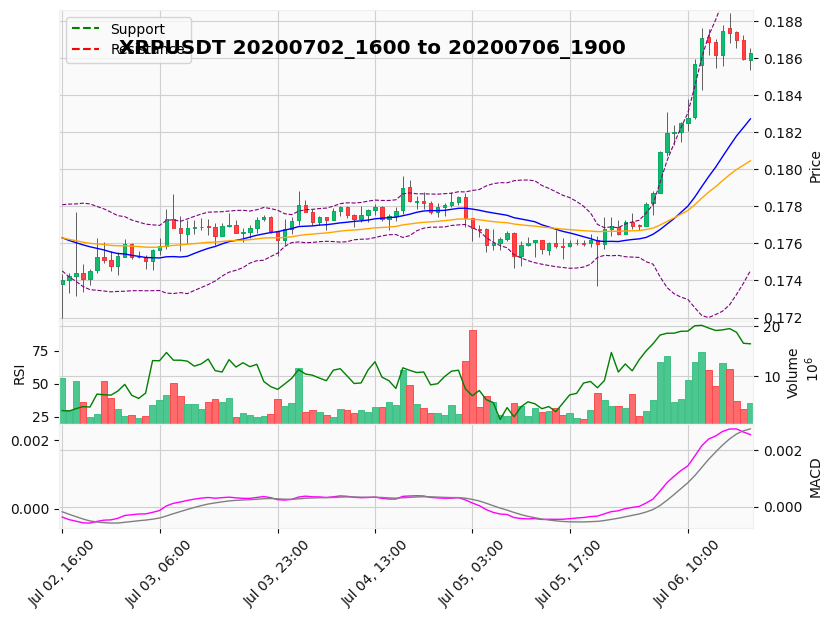 Support
Resistance
XRPUSDT 20200702_1600 to 20200706_1900
0.188
0.186
0.184
0.182
0.180
0.178
0.176
0.174
0.172
Price
75
50
25
RSI
20
10
Volume
10^6
0.002
0.000
0.002
0.000
MACD
Jul 02, 16:00
Jul 03, 06:00
Jul 03, 23:00
Jul 04, 13:00
Jul 05, 03:00
Jul 05, 17:00
Jul 06, 10:00